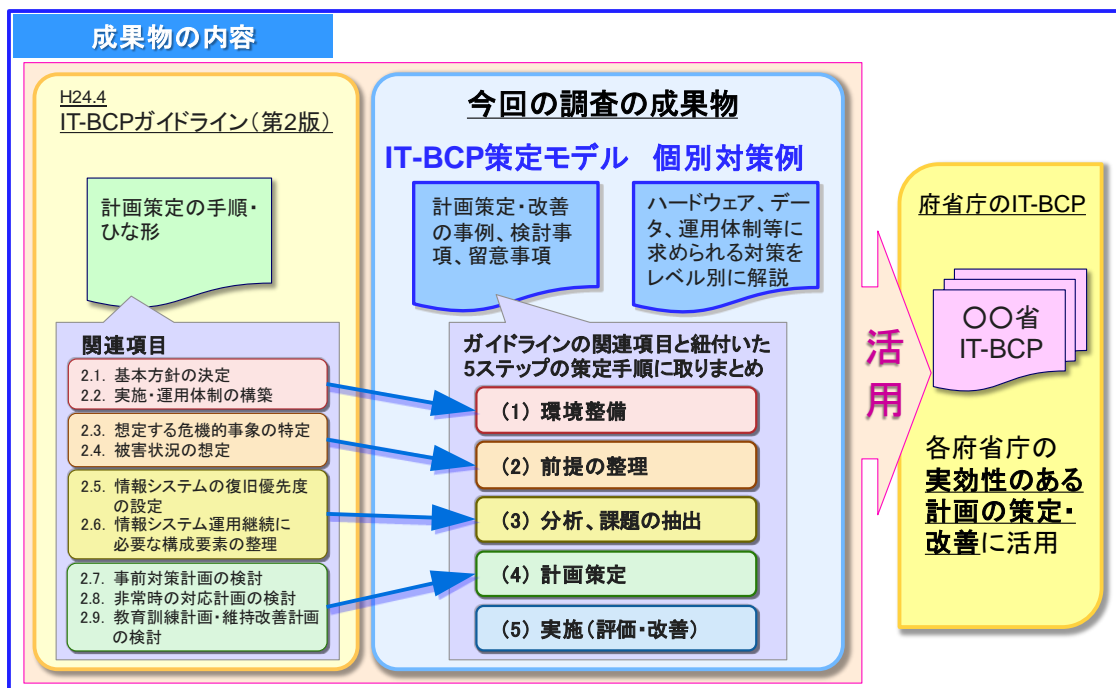 成果物の内容
H24.4
IT-BCPガイドライン（第2版）
計画策定の手順・
ひな形
関連項目
2.1. 基本方針の決定
2.2. 実施・運用体制の構築
2.3. 想定する危機的事象の特定
2.4. 被害状況の想定
2.5. 情報システムの復旧優先度
の設定
2.6. 情報システム運用継続に
必要な構成要素の整理
2.7. 事前対策計画の検討
2.8. 非常時の対応計画の検討
2.9. 教育訓練計画・維持改善計画
の検討
今回の調査の成果物
IT-BCP策定モデル 個別対策例
計画策定・改善
の事例、検討事
項、留意事項
ハードウェア、デー
タ、運用体制等に
求められる対策を
レベル別に解説
ガイドラインの関連項目と紐付いた
5ステップの策定手順に取りまとめ
（1） 環境整備
（2） 前提の整理
（3） 分析、課題の抽出
（4） 計画策定
（5） 実施（評価・改善）
活
用
府省庁のIT-BCP
〇〇省
IT-BCP
各府省庁の
実効性のある
計画の策定・
改善に活用